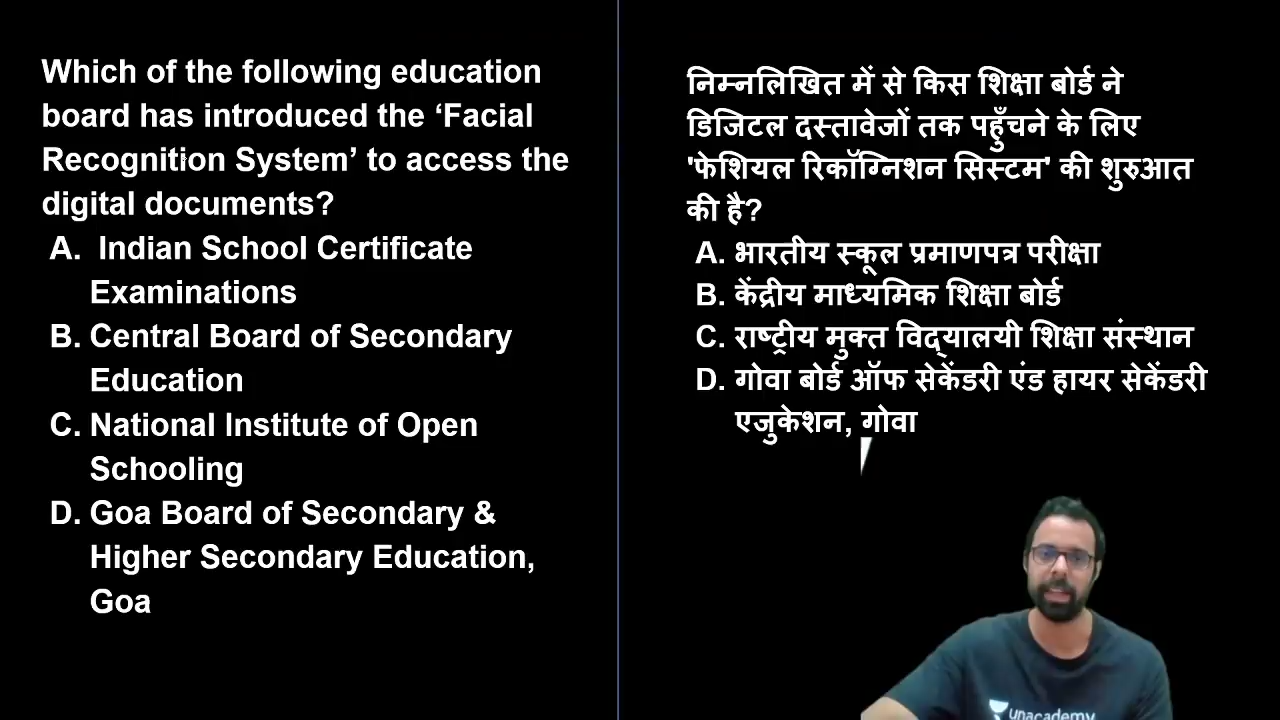 Which of the following education
board has introduced the ‘Facial
Recognition System’ to access the
digital documents?
A. Indian School Certificate
Examinations
B. Central Board of Secondary
Education
C. National Institute of Open
Schooling
D. Goa Board of Secondary &
Higher Secondary Education,
Goa
निम्नलिखित में से किस शिक्षा बोर्ड ने
डिजिटल दस्तावेजों तक पहुँचने के लिए
'फेशियल रिकॉग्निशन सिस्टम' की शुरुआत
की है?
A. भारतीय स्कूल प्रमाणपत्र परीक्षा
B. केंद्रीय माध्यमिक शिक्षा बोर्ड
C. राष्ट्रीय मुक्त विद्यालयी शिक्षा संस्थान
D. गोवा बोर्ड ऑफ सेकेंडरी एंड हायर सेकेंडरी
एजुकेशन, गोवा
unacademy